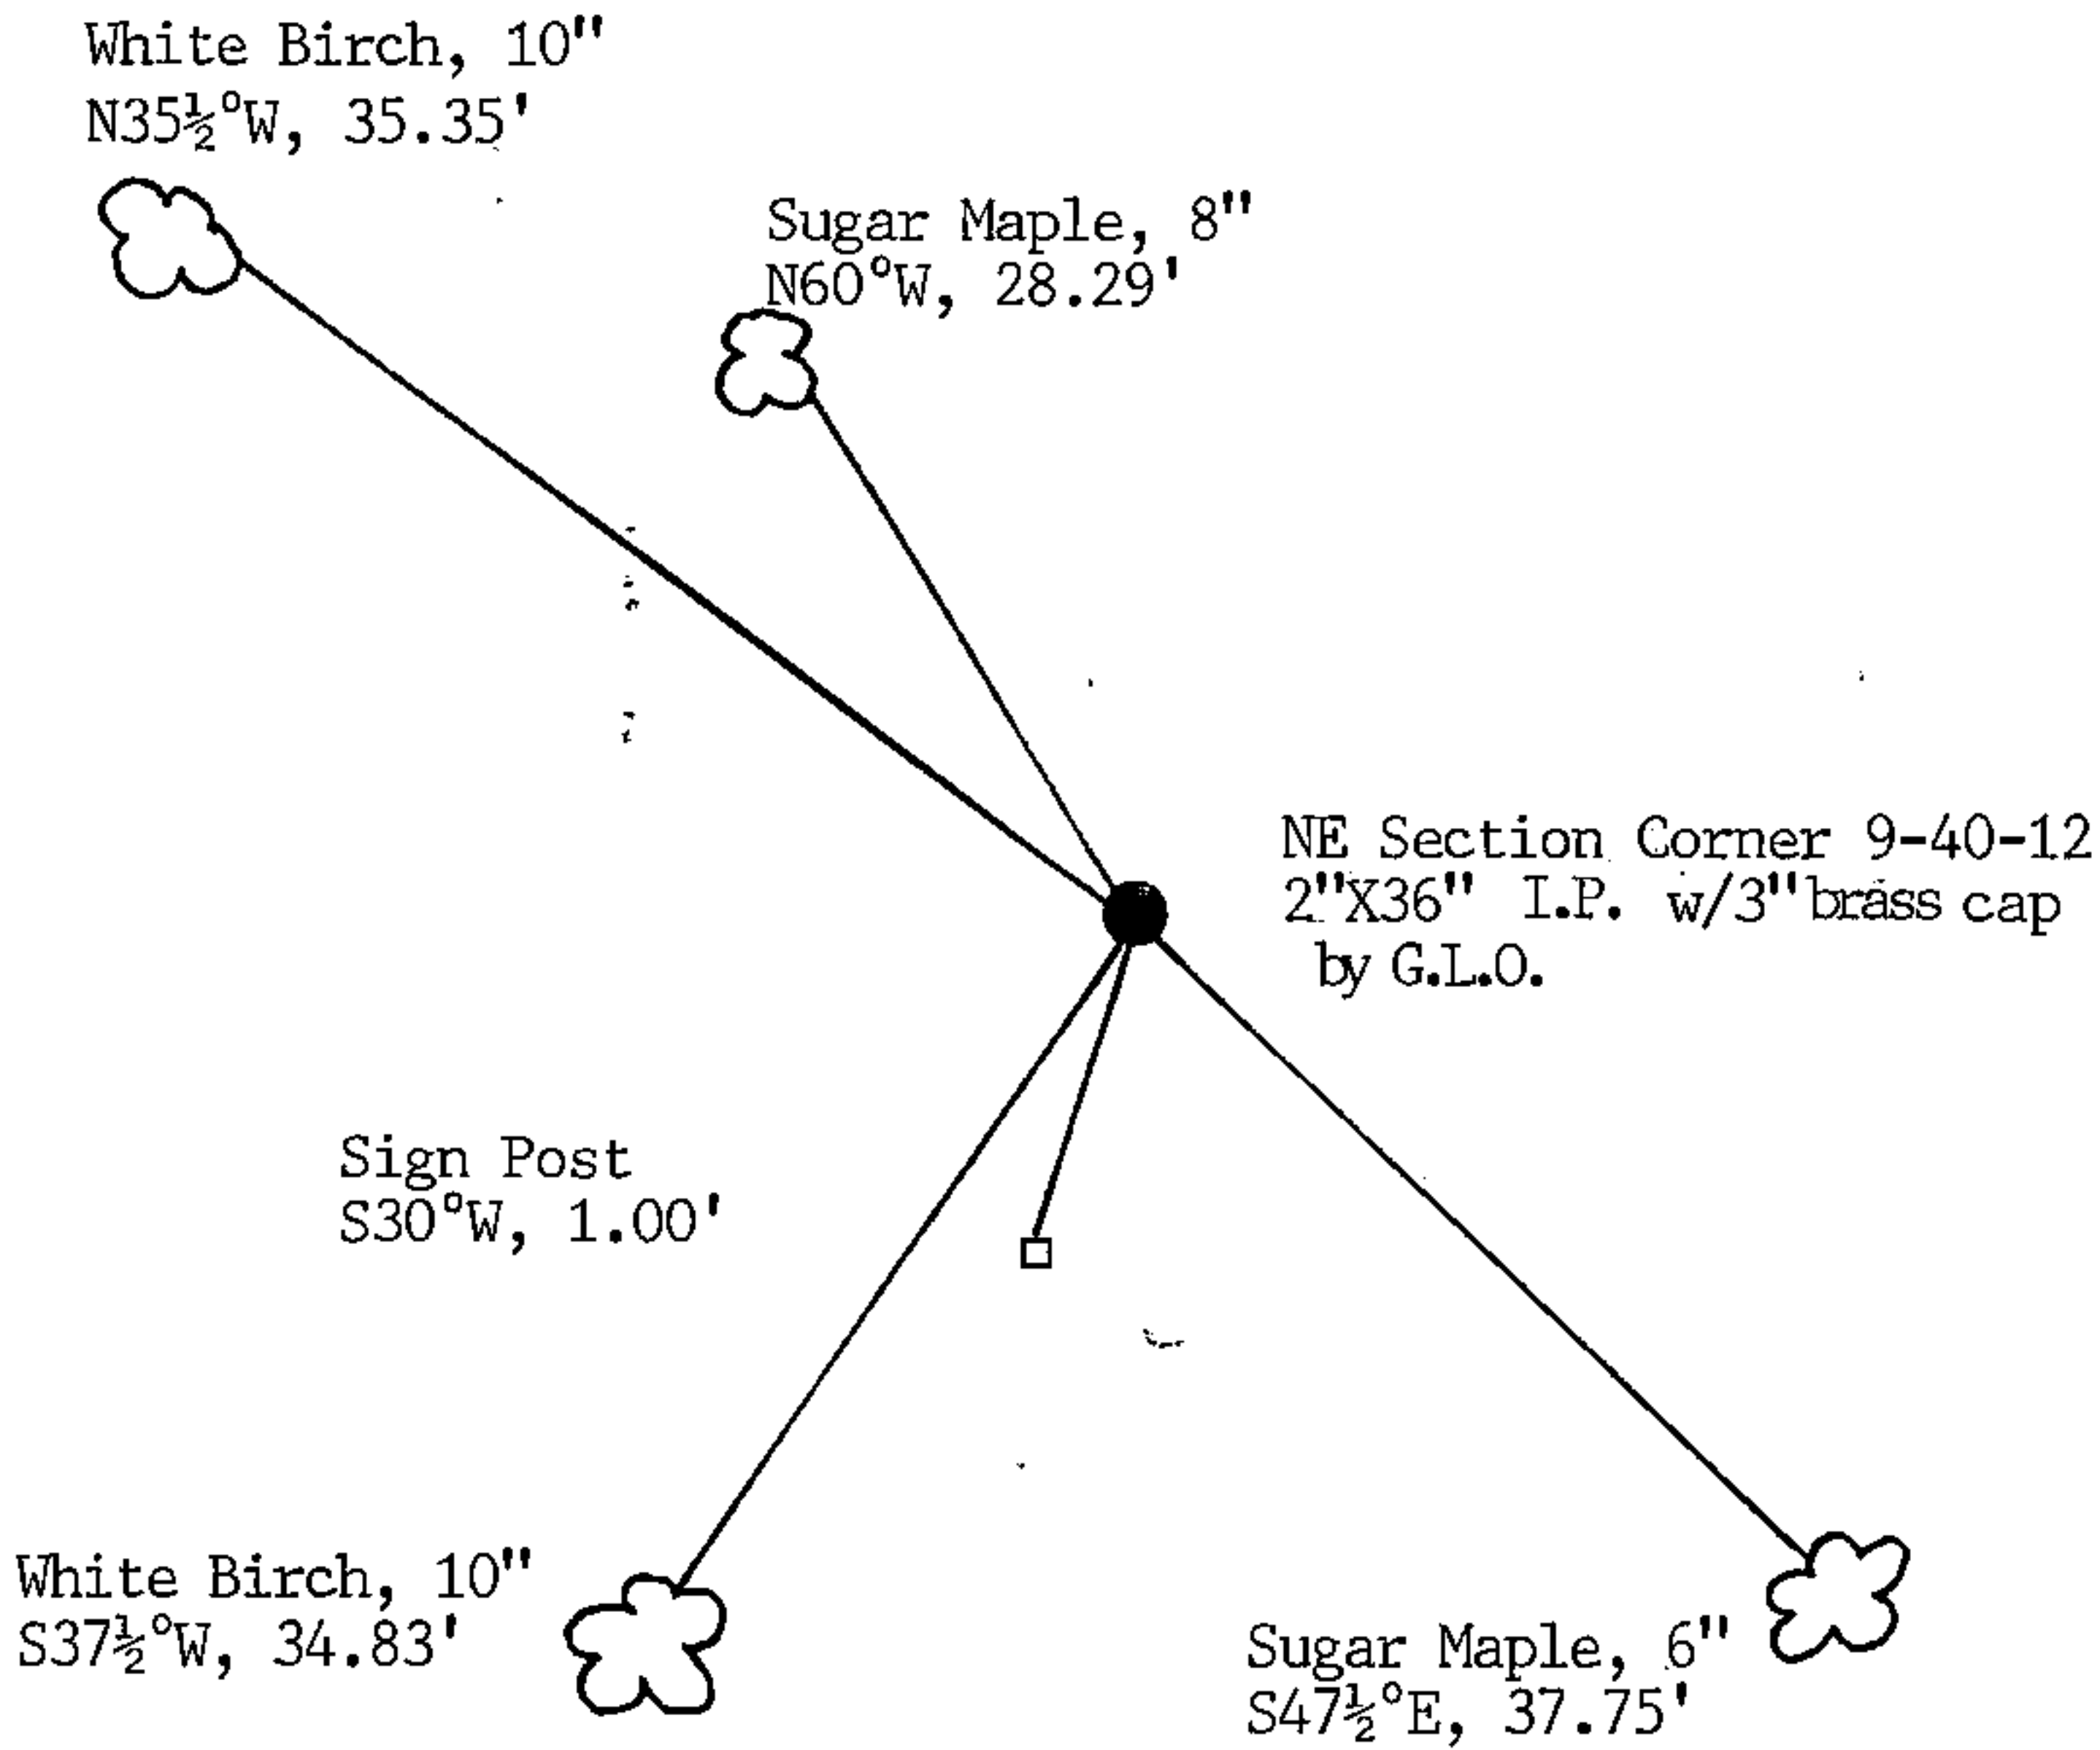 White Birch, 10"
N35½°W, 35.35'
Sugar Maple, 8"
N60°W, 28.29'
NE Section Corner 9-40-12
2"X36" I.P. w/3"brass cap
by G.L.O.
Sign Post
S30°W, 1.00'
White Birch, 10"
S37½°W, 34.83'
Sugar Maple, 6"
S47½°E, 37.75'